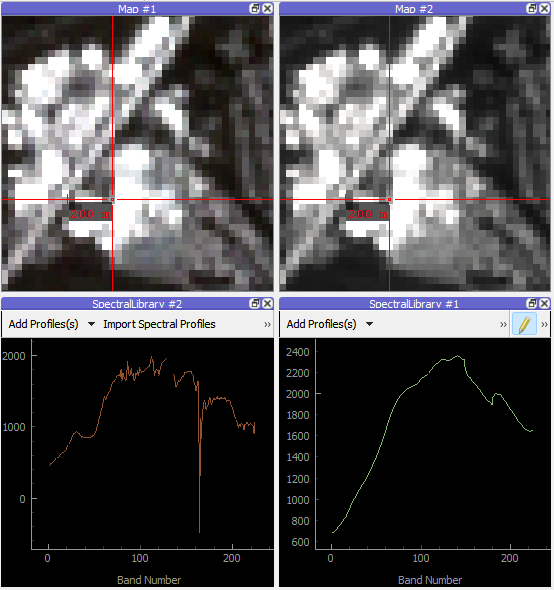 Map #1
Map #2
SpectralLibrary #2
SpectralLibrary #1
Add Profiles(s) Import Spectral Profiles »
Add Profiles(s) » »
2000
1000
0
0 100 200
Band Number
2400
2200
2000
1800
1600
1400
1200
1000
800
600
0 100 200
Band Number